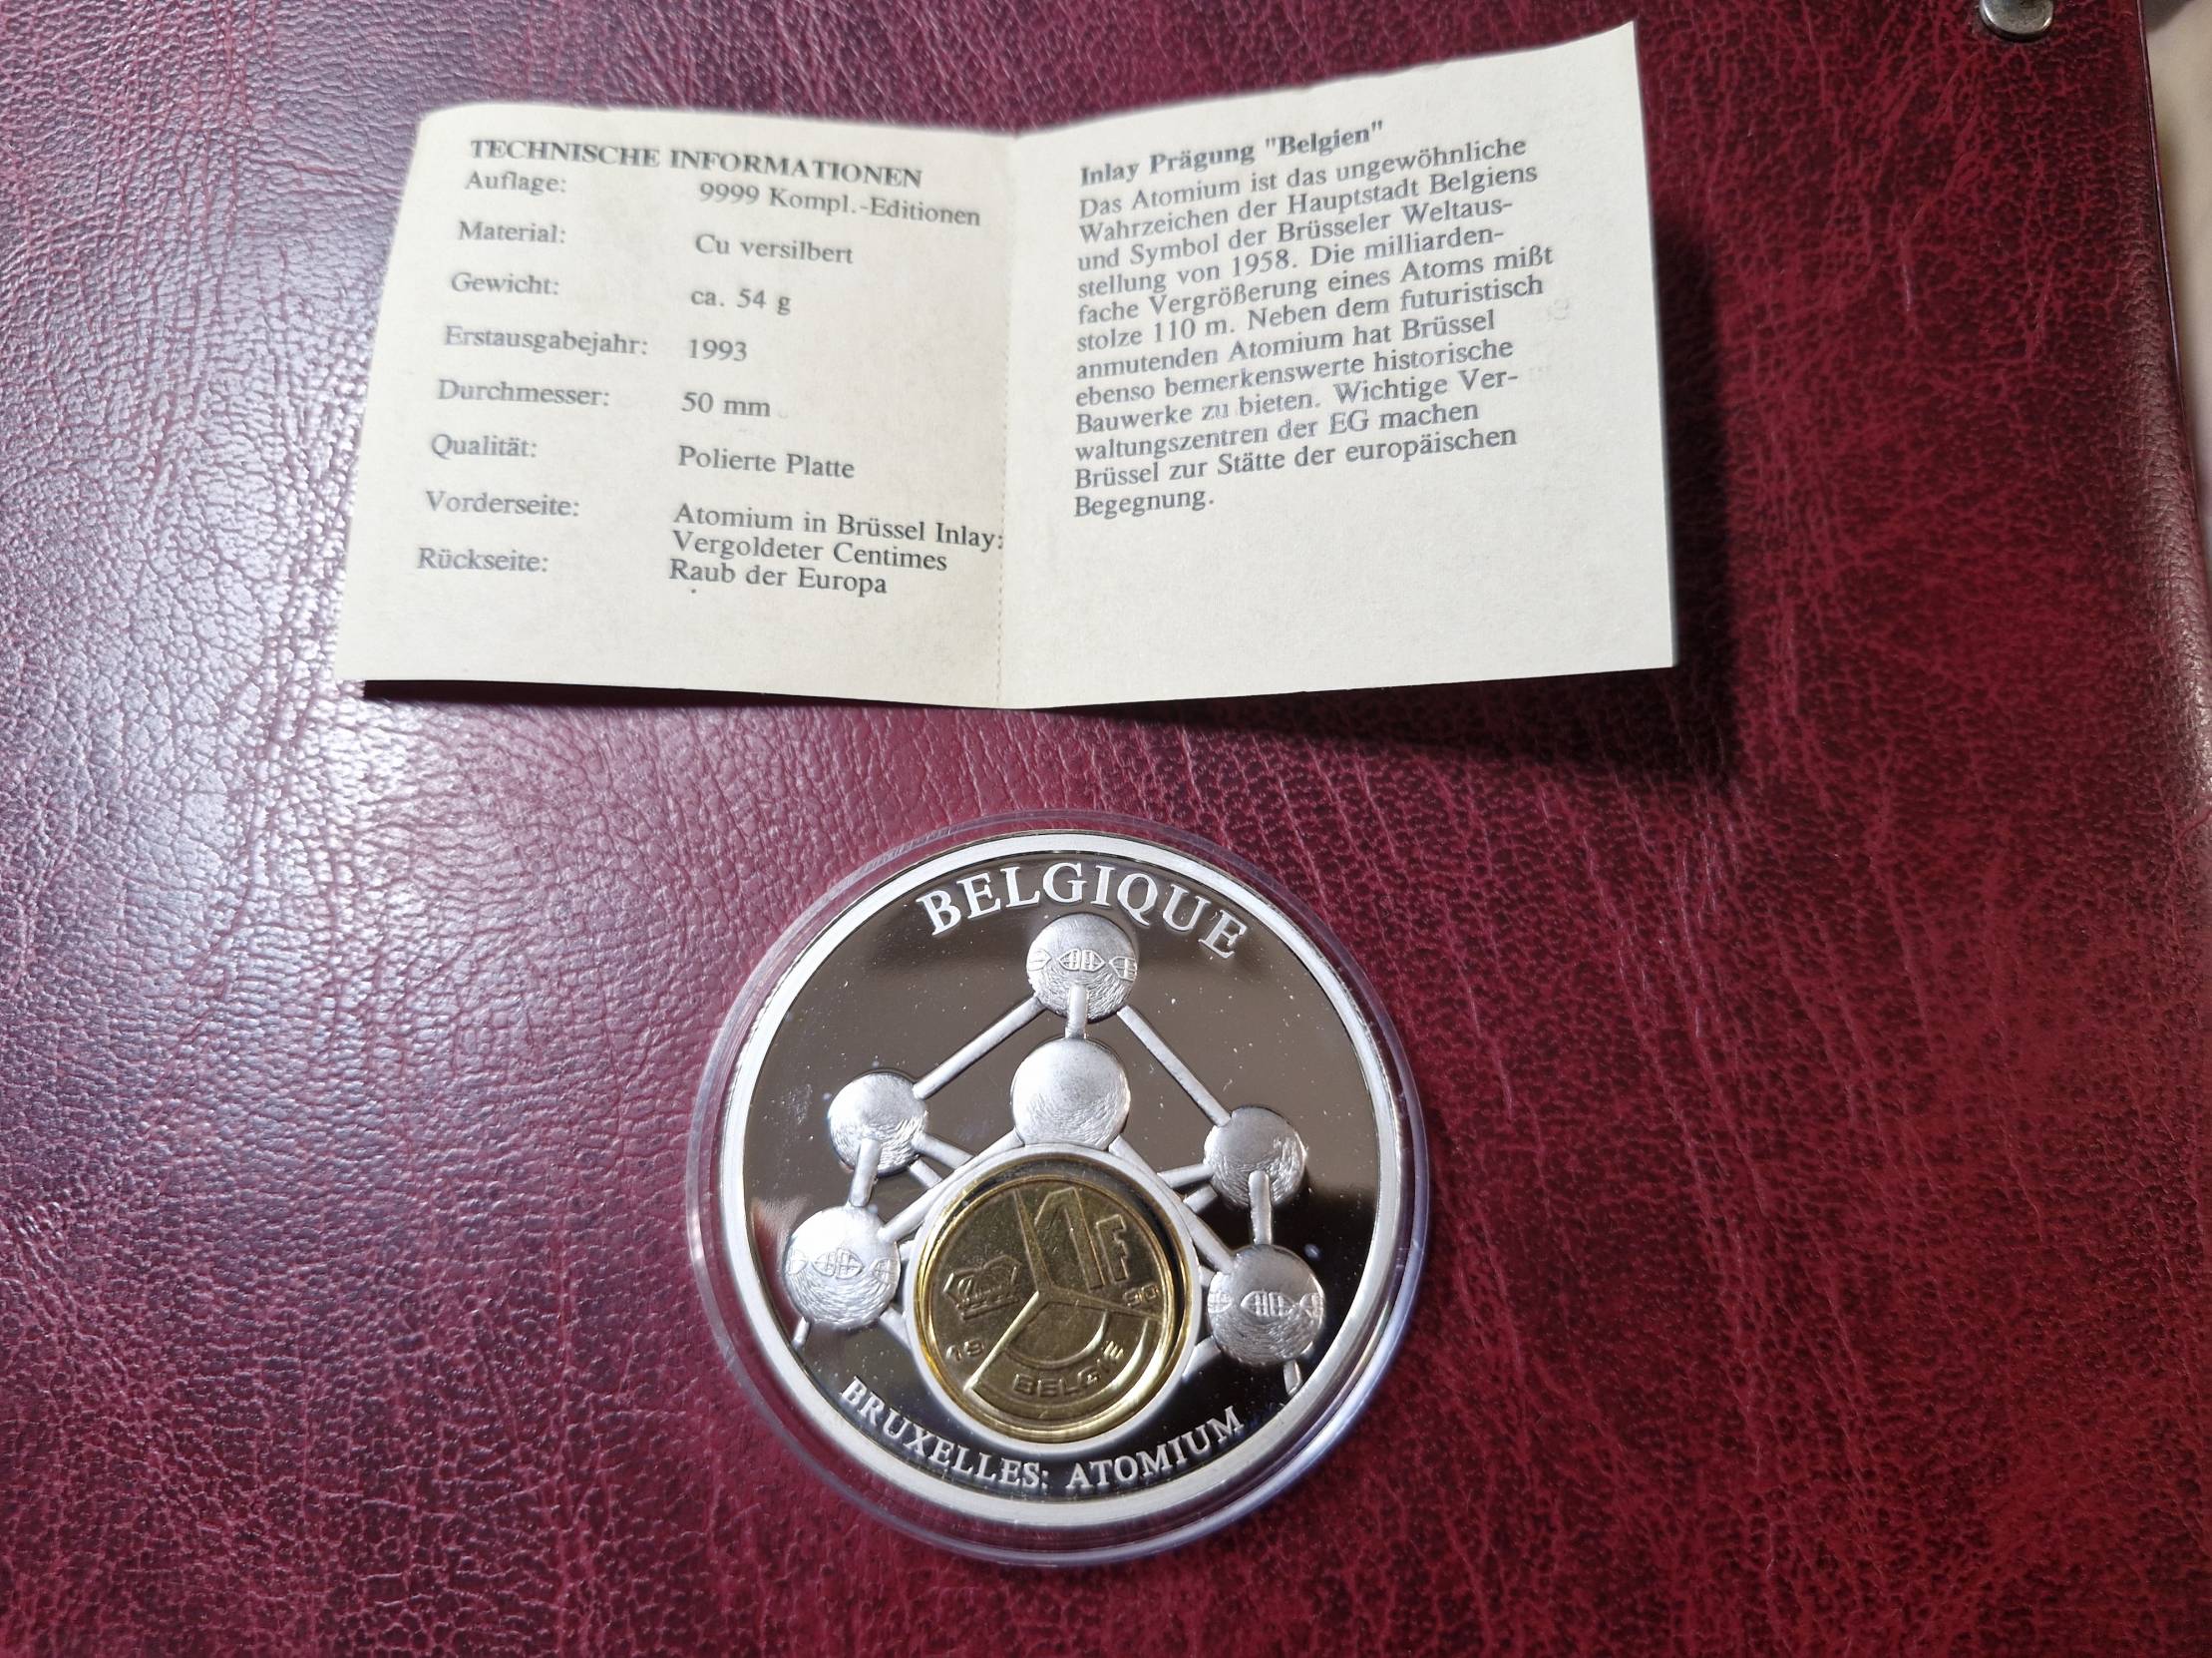 TECHNISCHE INFORMATIONEN
Auflage: 9999 Kompl.-Editionen
Material: Cu versilbert
Gewicht: ca. 54 g
Erstausgabejahr: 1993
Durchmesser: 50 mm
Qualität: Polierte Platte
Vorderseite: Atomium in Brüssel Inlay:
Vergoldeter Centimes
Rückseite: Raub der Europa
Inlay Prägung "Belgien"
Das Atomium ist das ungewöhnliche
Wahrzeichen der Hauptstadt Belgiens
und Symbol der Brüsseler Weltaus-
stellung von 1958. Die milliarden-
fache Vergrößerung eines Atoms mißt
stolze 110 m. Neben dem futuristisch
anmutenden Atomium hat Brüssel
ebenso bemerkenswerte historische
Bauwerke zu bieten. Wichtige Ver-
waltungszentren der EG machen
Brüssel zur Stätte der europäischen
Begegnung.
BELGIQUE
1F
19 90
BELGIE
BRUXELLES: ATOMIUM